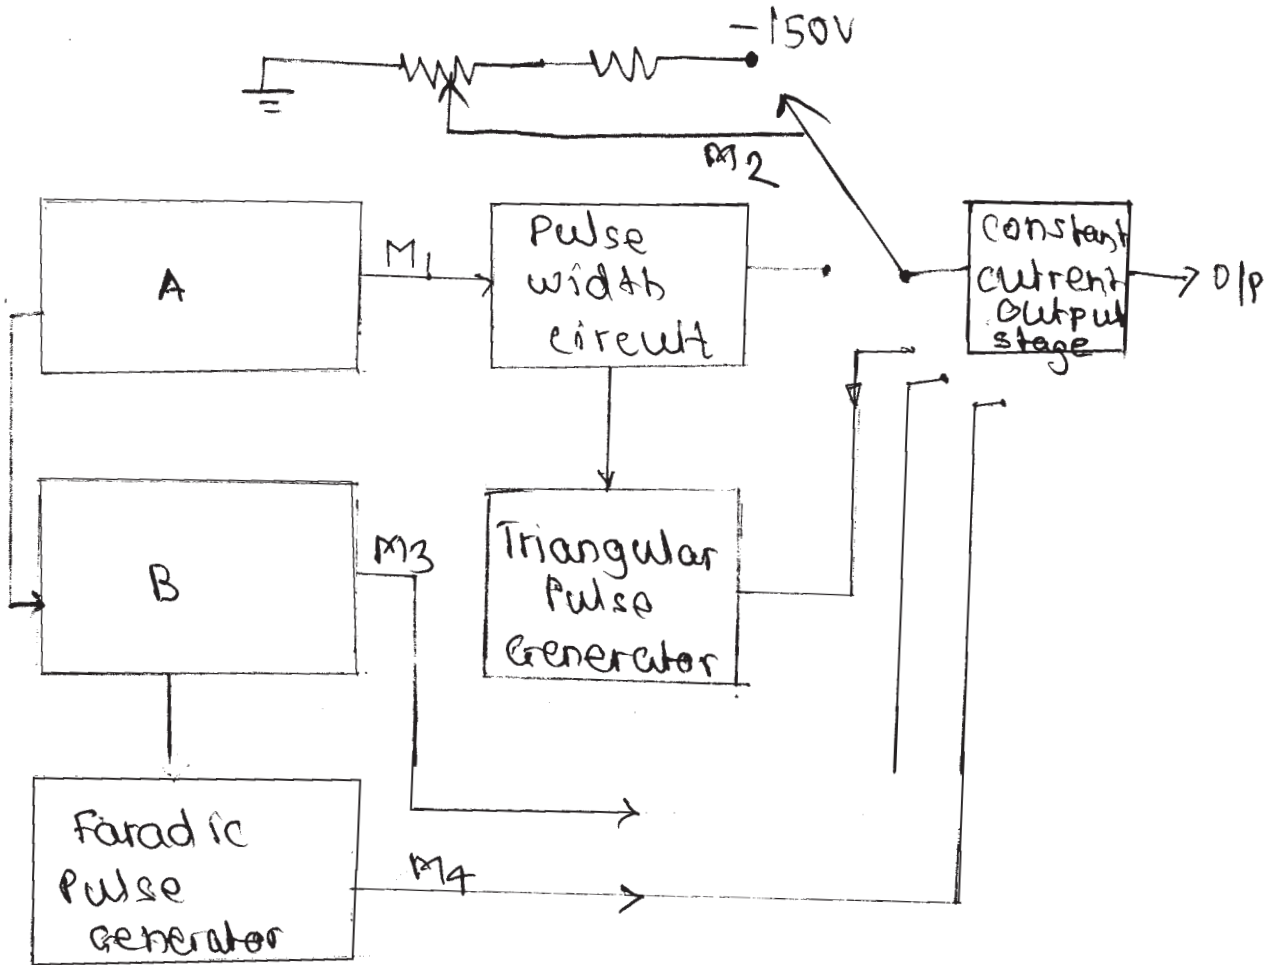 -150V
M2
A
M1
Pulse
width
circuit
constant
current
output
stage
O/P
B
M3
Triangular
Pulse
Generator
Faradic
Pulse
Generator
M4